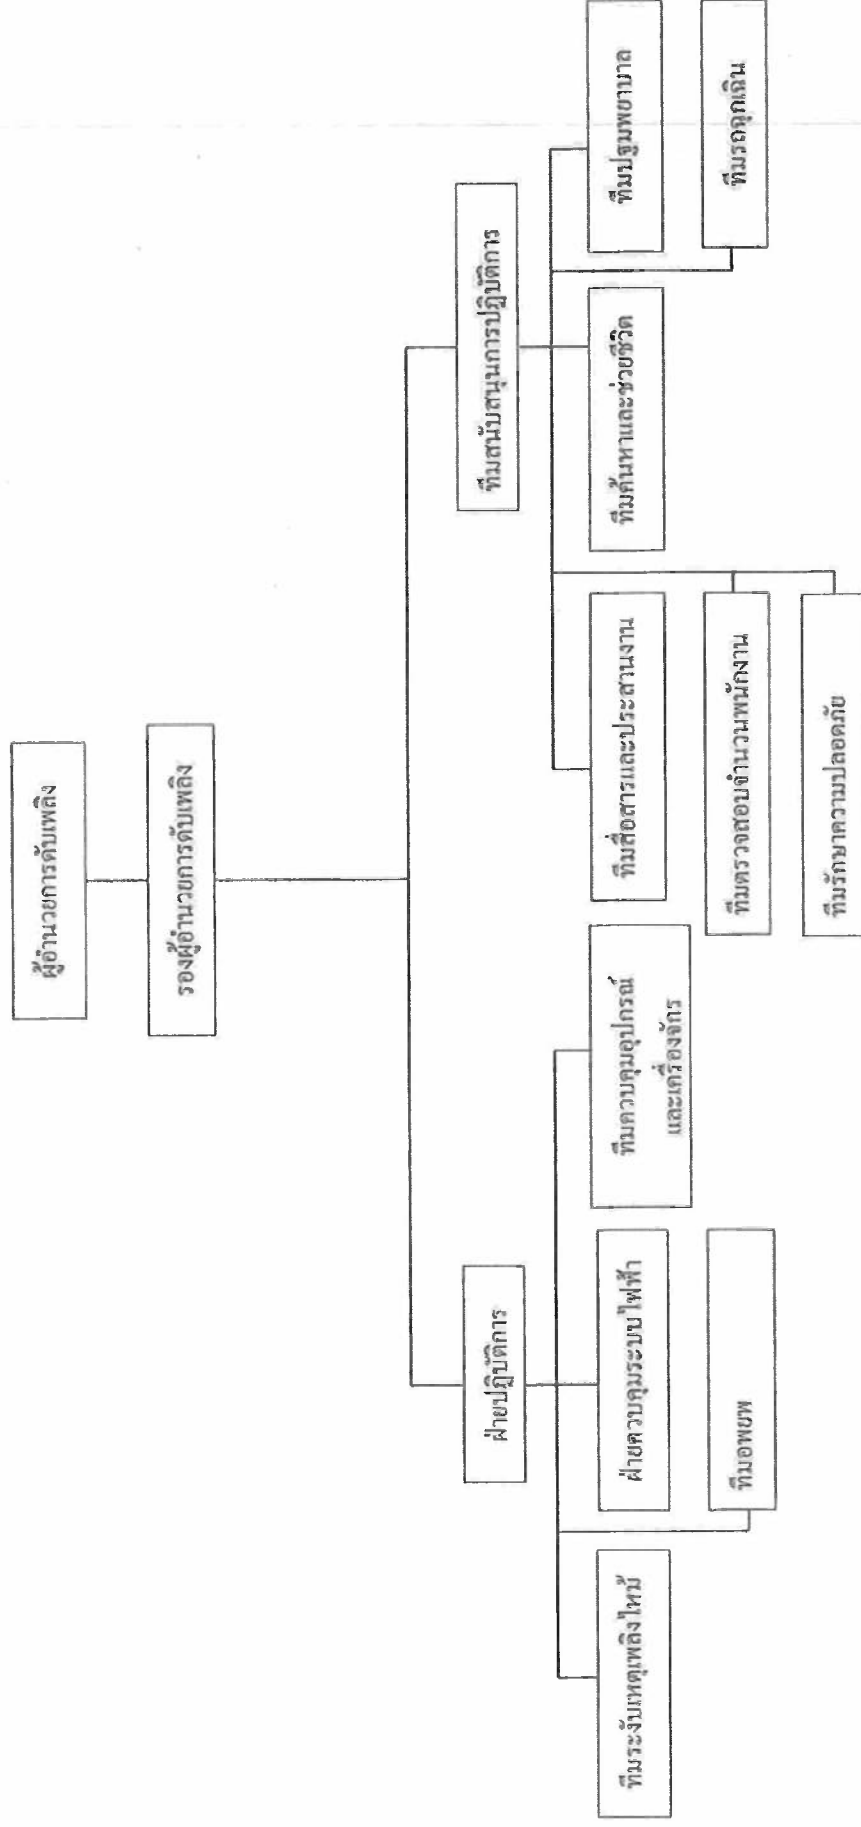 ผู้อำนวยการดับเพลิง
รองผู้อำนวยการดับเพลิง
ฝ่ายปฏิบัติการ
ทีมสนับสนุนการปฏิบัติการ
ทีมระงับเหตุเพลิงไหม้
ฝ่ายควบคุมระบบไฟฟ้า
ทีมควบคุมอุปกรณ์
และเครื่องจักร
ทีมสื่อสารและประสานงาน
ทีมค้นหาและช่วยชีวิต
ทีมปฐมพยาบาล
ทีมอพยพ
ทีมตรวจสอบจำนวนพนักงาน
ทีมรถฉุกเฉิน
ทีมรักษาความปลอดภัย